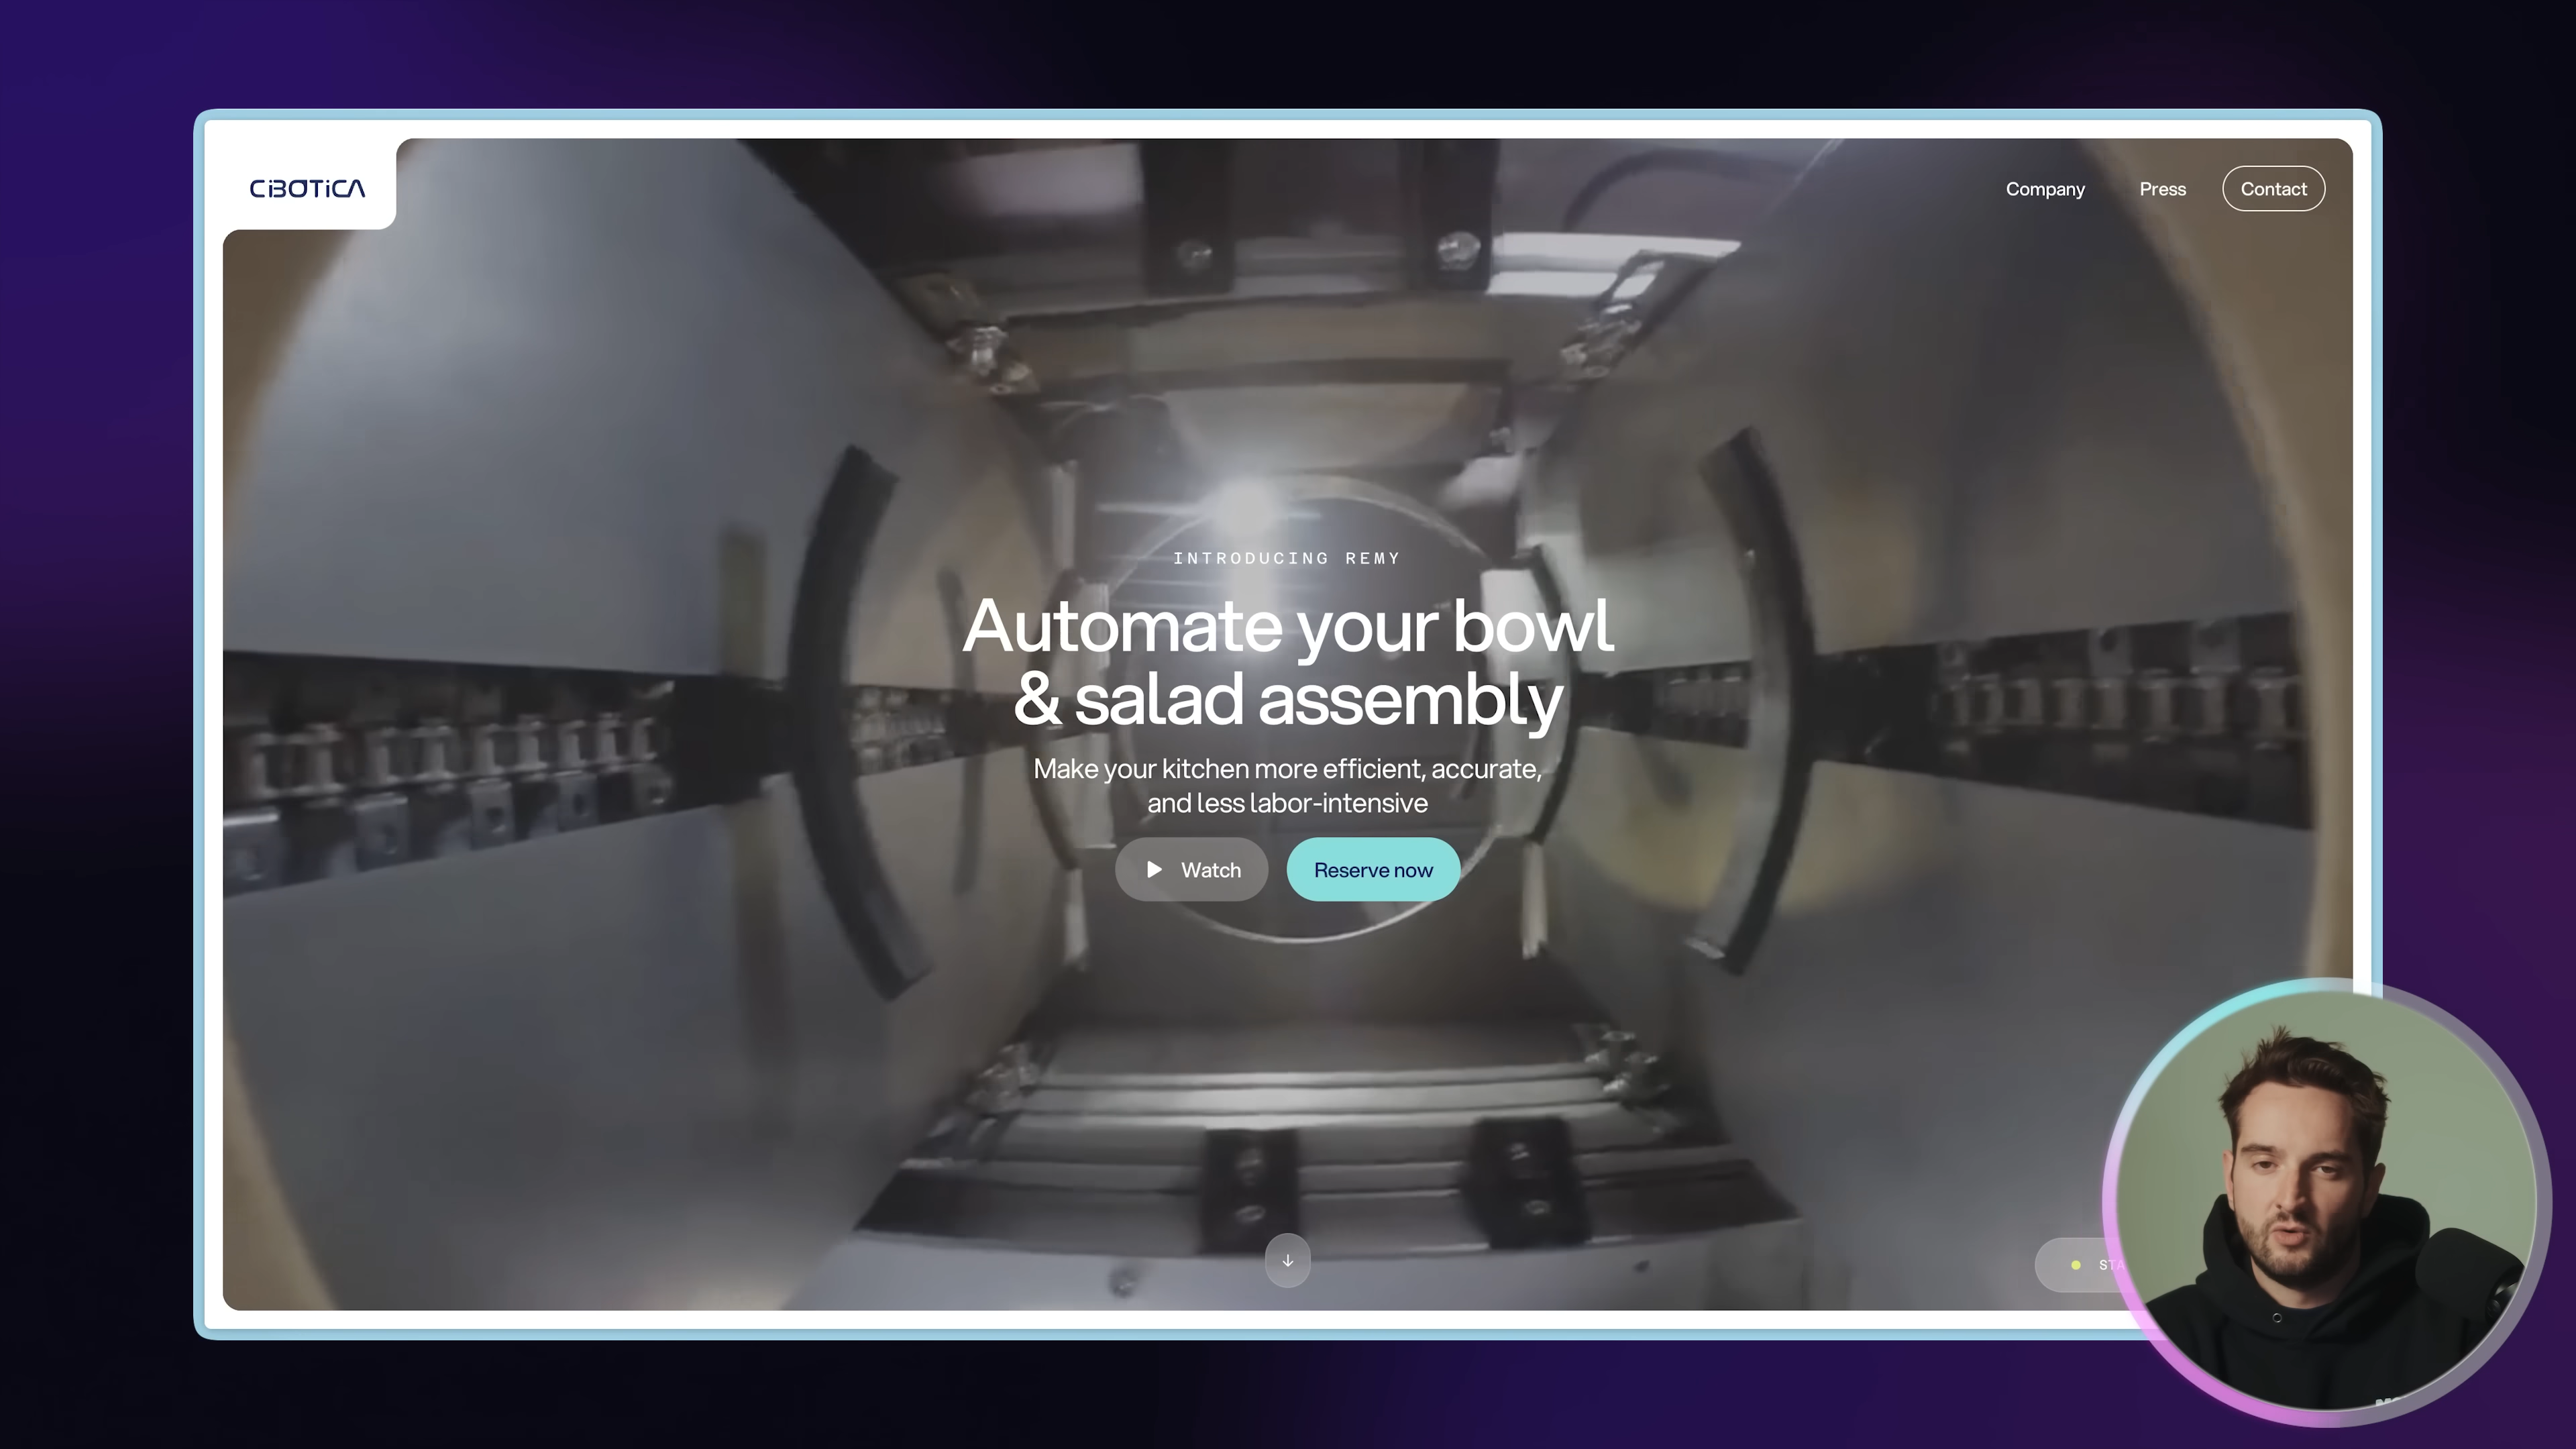 CiBOTiCA
Company
Press
Contact
INTRODUCING REMY
Automate your bowl
& salad assembly
Make your kitchen more efficient, accurate,
and less labor-intensive
Watch
Reserve now